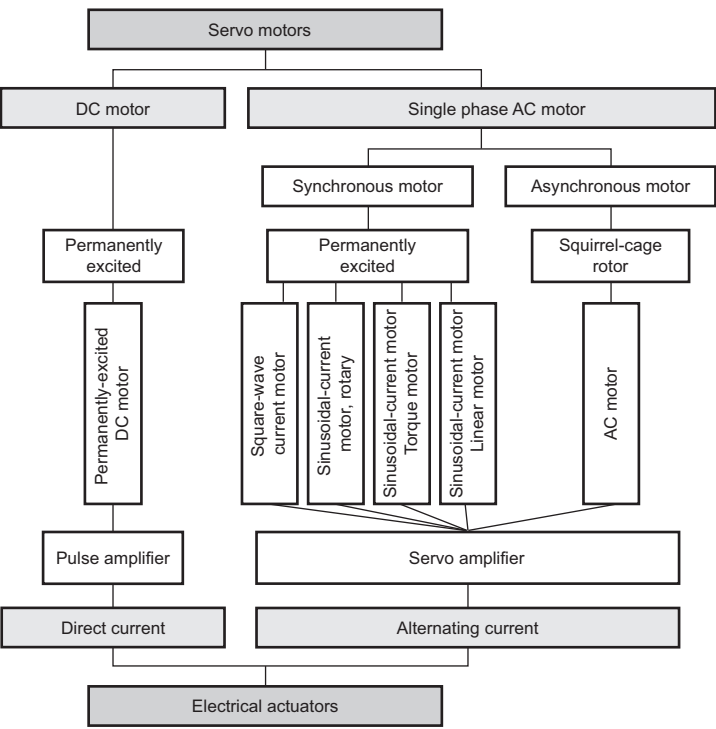 Servo motors
DC motor
Single phase AC motor
Synchronous motor
Asynchronous motor
Permanently
excited
Permanently
excited
Squirrel-cage
rotor
Permanently-excited
DC motor
Square-wave
current motor
Sinusoidal-current
motor, rotary
Sinusoidal-current motor
Torque motor
Sinusoidal-current motor
Linear motor
AC motor
Pulse amplifier
Servo amplifier
Direct current
Alternating current
Electrical actuators